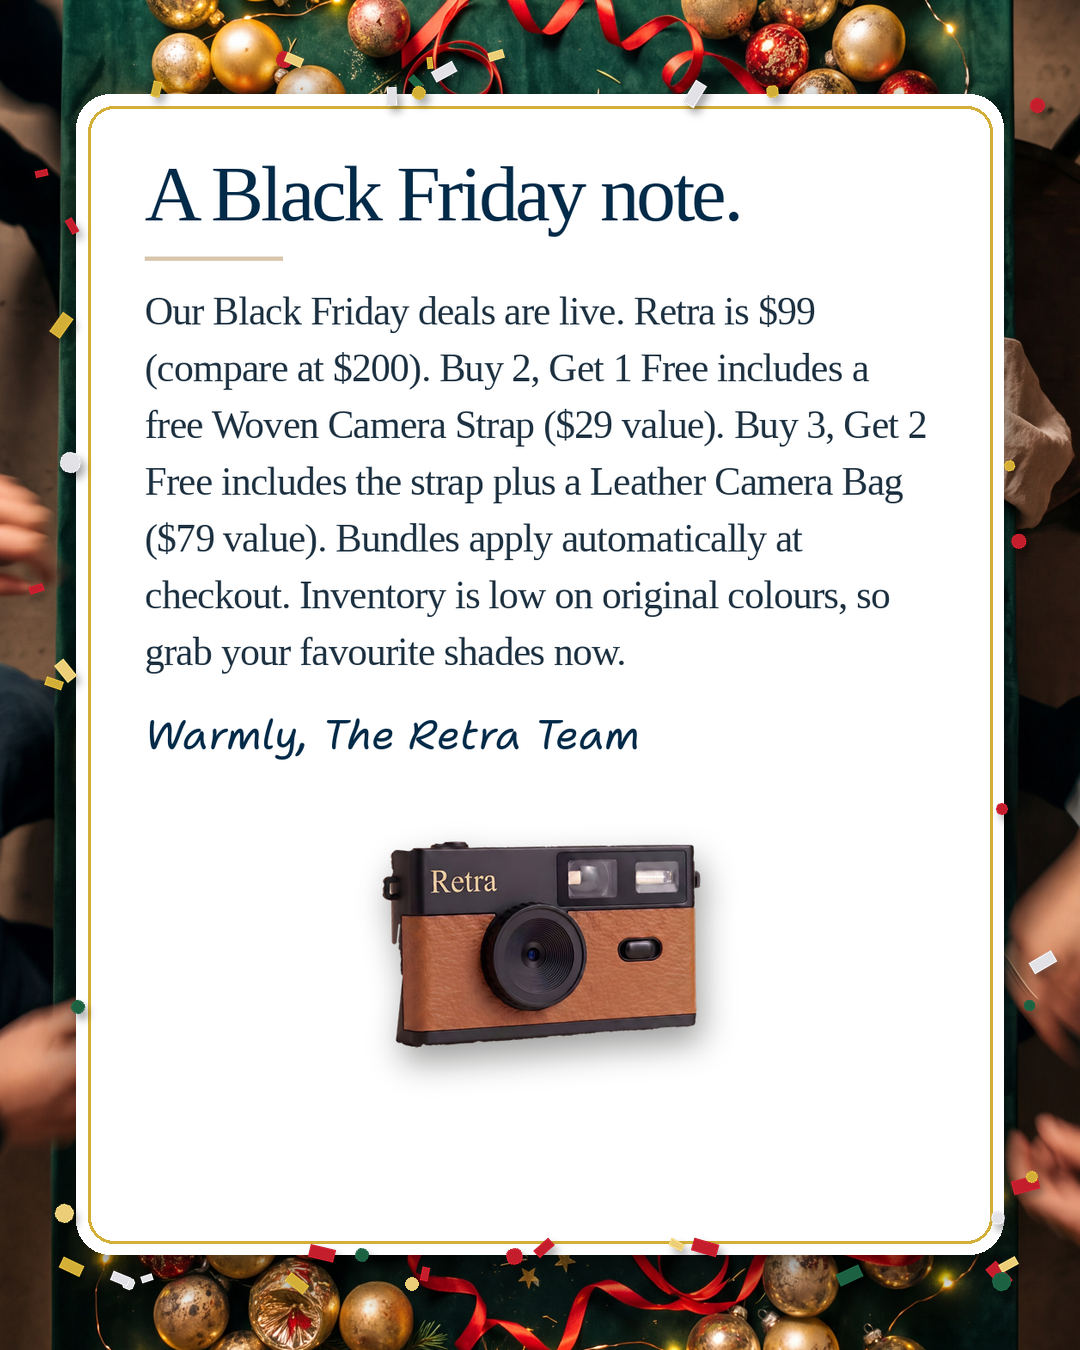 A Black Friday note.
Our Black Friday deals are live. Retra is $99
(compare at $200). Buy 2, Get 1 Free includes a
free Woven Camera Strap ($29 value). Buy 3, Get 2
Free includes the strap plus a Leather Camera Bag
($79 value). Bundles apply automatically at
checkout. Inventory is low on original colours, so
grab your favourite shades now.
Warmly, The Retra Team
Retra